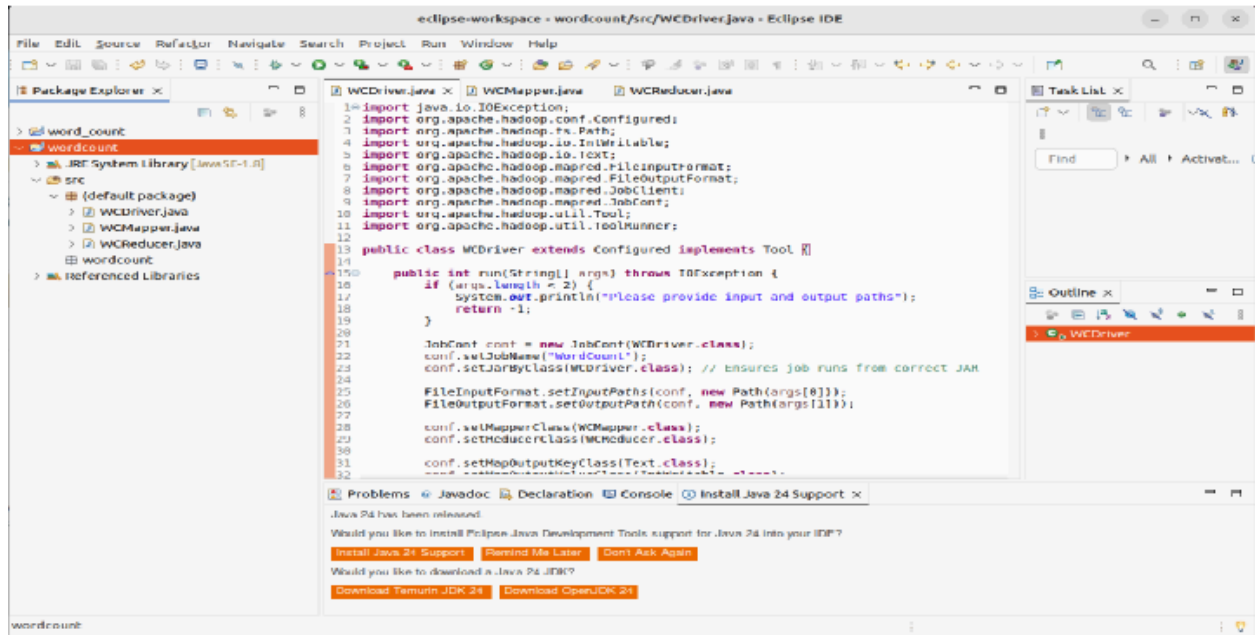 eclipse-workspace - wordcount/src/WCDriver.java - Eclipse IDE
File Edit Source Refactor Navigate Search Project Run Window Help
Package Explorer
word_count
wordcount
JRE System Library [JavaSE-1.8]
src
(default package)
WCDriver.java
WCMapper.java
WCReducer.java
wordcount
Referenced Libraries
WCDriver.java WCMapper.java WCReducer.java
1 import java.io.IOException;
2 import org.apache.hadoop.conf.Configured;
3 import org.apache.hadoop.fs.Path;
4 import org.apache.hadoop.io.IntWritable;
5 import org.apache.hadoop.io.Text;
6 import org.apache.hadoop.mapred.FileInputFormat;
7 import org.apache.hadoop.mapred.FileOutputFormat;
8 import org.apache.hadoop.mapred.JobClient;
9 import org.apache.hadoop.mapred.JobConf;
10 import org.apache.hadoop.util.Tool;
11 import org.apache.hadoop.util.ToolRunner;
12
13 public class WCDriver extends Configured implements Tool {
14
15 public int run(String[] args) throws IOException {
16 if (args.length < 2) {
17 System.out.println("Please provide input and output paths");
18 return -1;
19 }
20
21 JobConf conf = new JobConf(WCDriver.class);
22 conf.setJobName("WordCount");
23 conf.setJarByClass(WCDriver.class); // Ensures job runs from correct JAR
24
25 FileInputFormat.setInputPaths(conf, new Path(args[0]));
26 FileOutputFormat.setOutputPath(conf, new Path(args[1]));
27
28 conf.setMapperClass(WCMapper.class);
29 conf.setReducerClass(WCReducer.class);
30
31 conf.setMapOutputKeyClass(Text.class);
32
Task List
Find All Activat...
Outline
WCDriver
Problems Javadoc Declaration Console Install Java 24 Support
Java 24 has been released.
Would you like to install Eclipse Java Development Tools support for Java 24 into your IDE?
Install Java 24 Support Remind Me Later Don't Ask Again
Would you like to download a Java 24 JDK?
Download Temurin JDK 24 Download OpenJDK 24
wordcount